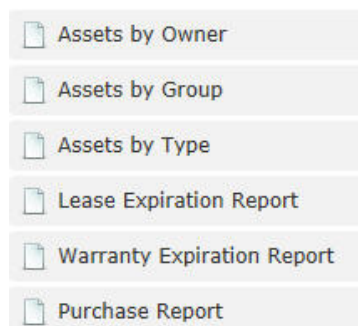 Assets by Owner
Assets by Group
Assets by Type
Lease Expiration Report
Warranty Expiration Report
Purchase Report